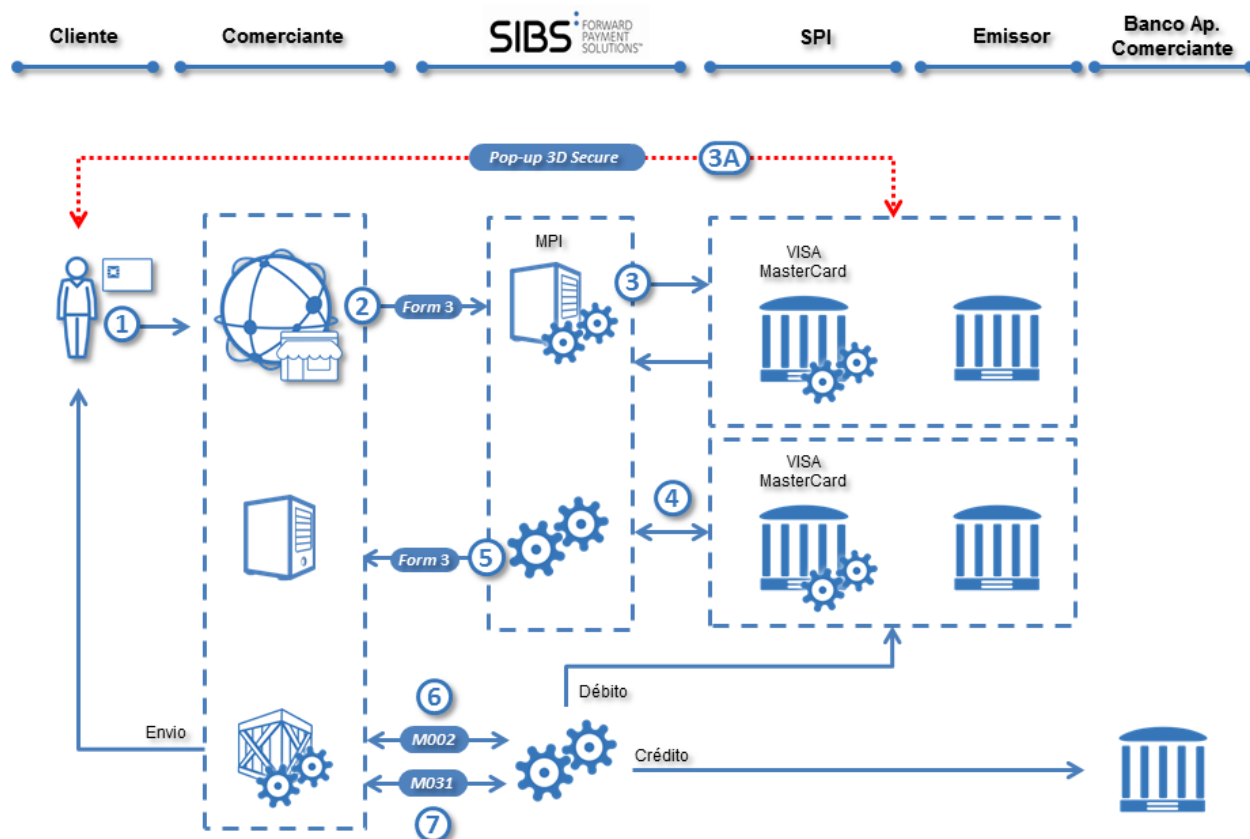 Cliente
Comerciante
SIBS FORWARD
PAYMENT
SOLUTIONS™
SPI
Emissor
Banco Ap.
Comerciante
Pop-up 3D Secure
3A
MPI
VISA
MasterCard
1
2
Form 3
3
VISA
MasterCard
4
Form 3
5
6
Débito
Envio
M002
Crédito
M031
7